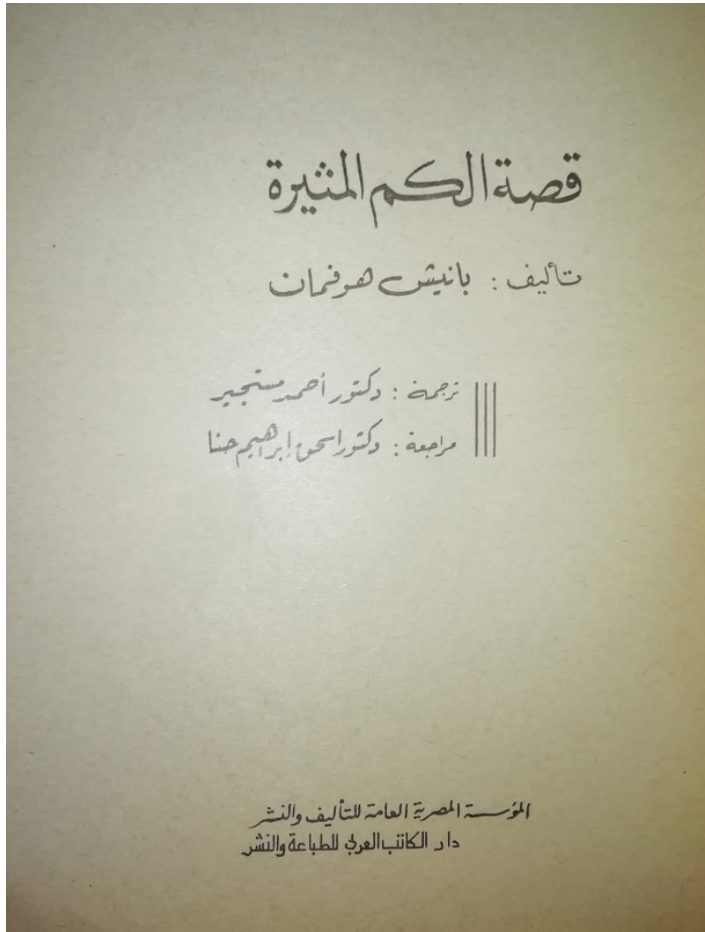 قصة الكم المثيرة
تأليف : بانيش هوفمان
ترجمة : دكتور أحمد مستجير
مراجعة : دكتور اسحق إبراهيم حنا
المؤسسة المصرية العامة للتأليف والنشر
دار الكاتب العربي للطباعة والنشر